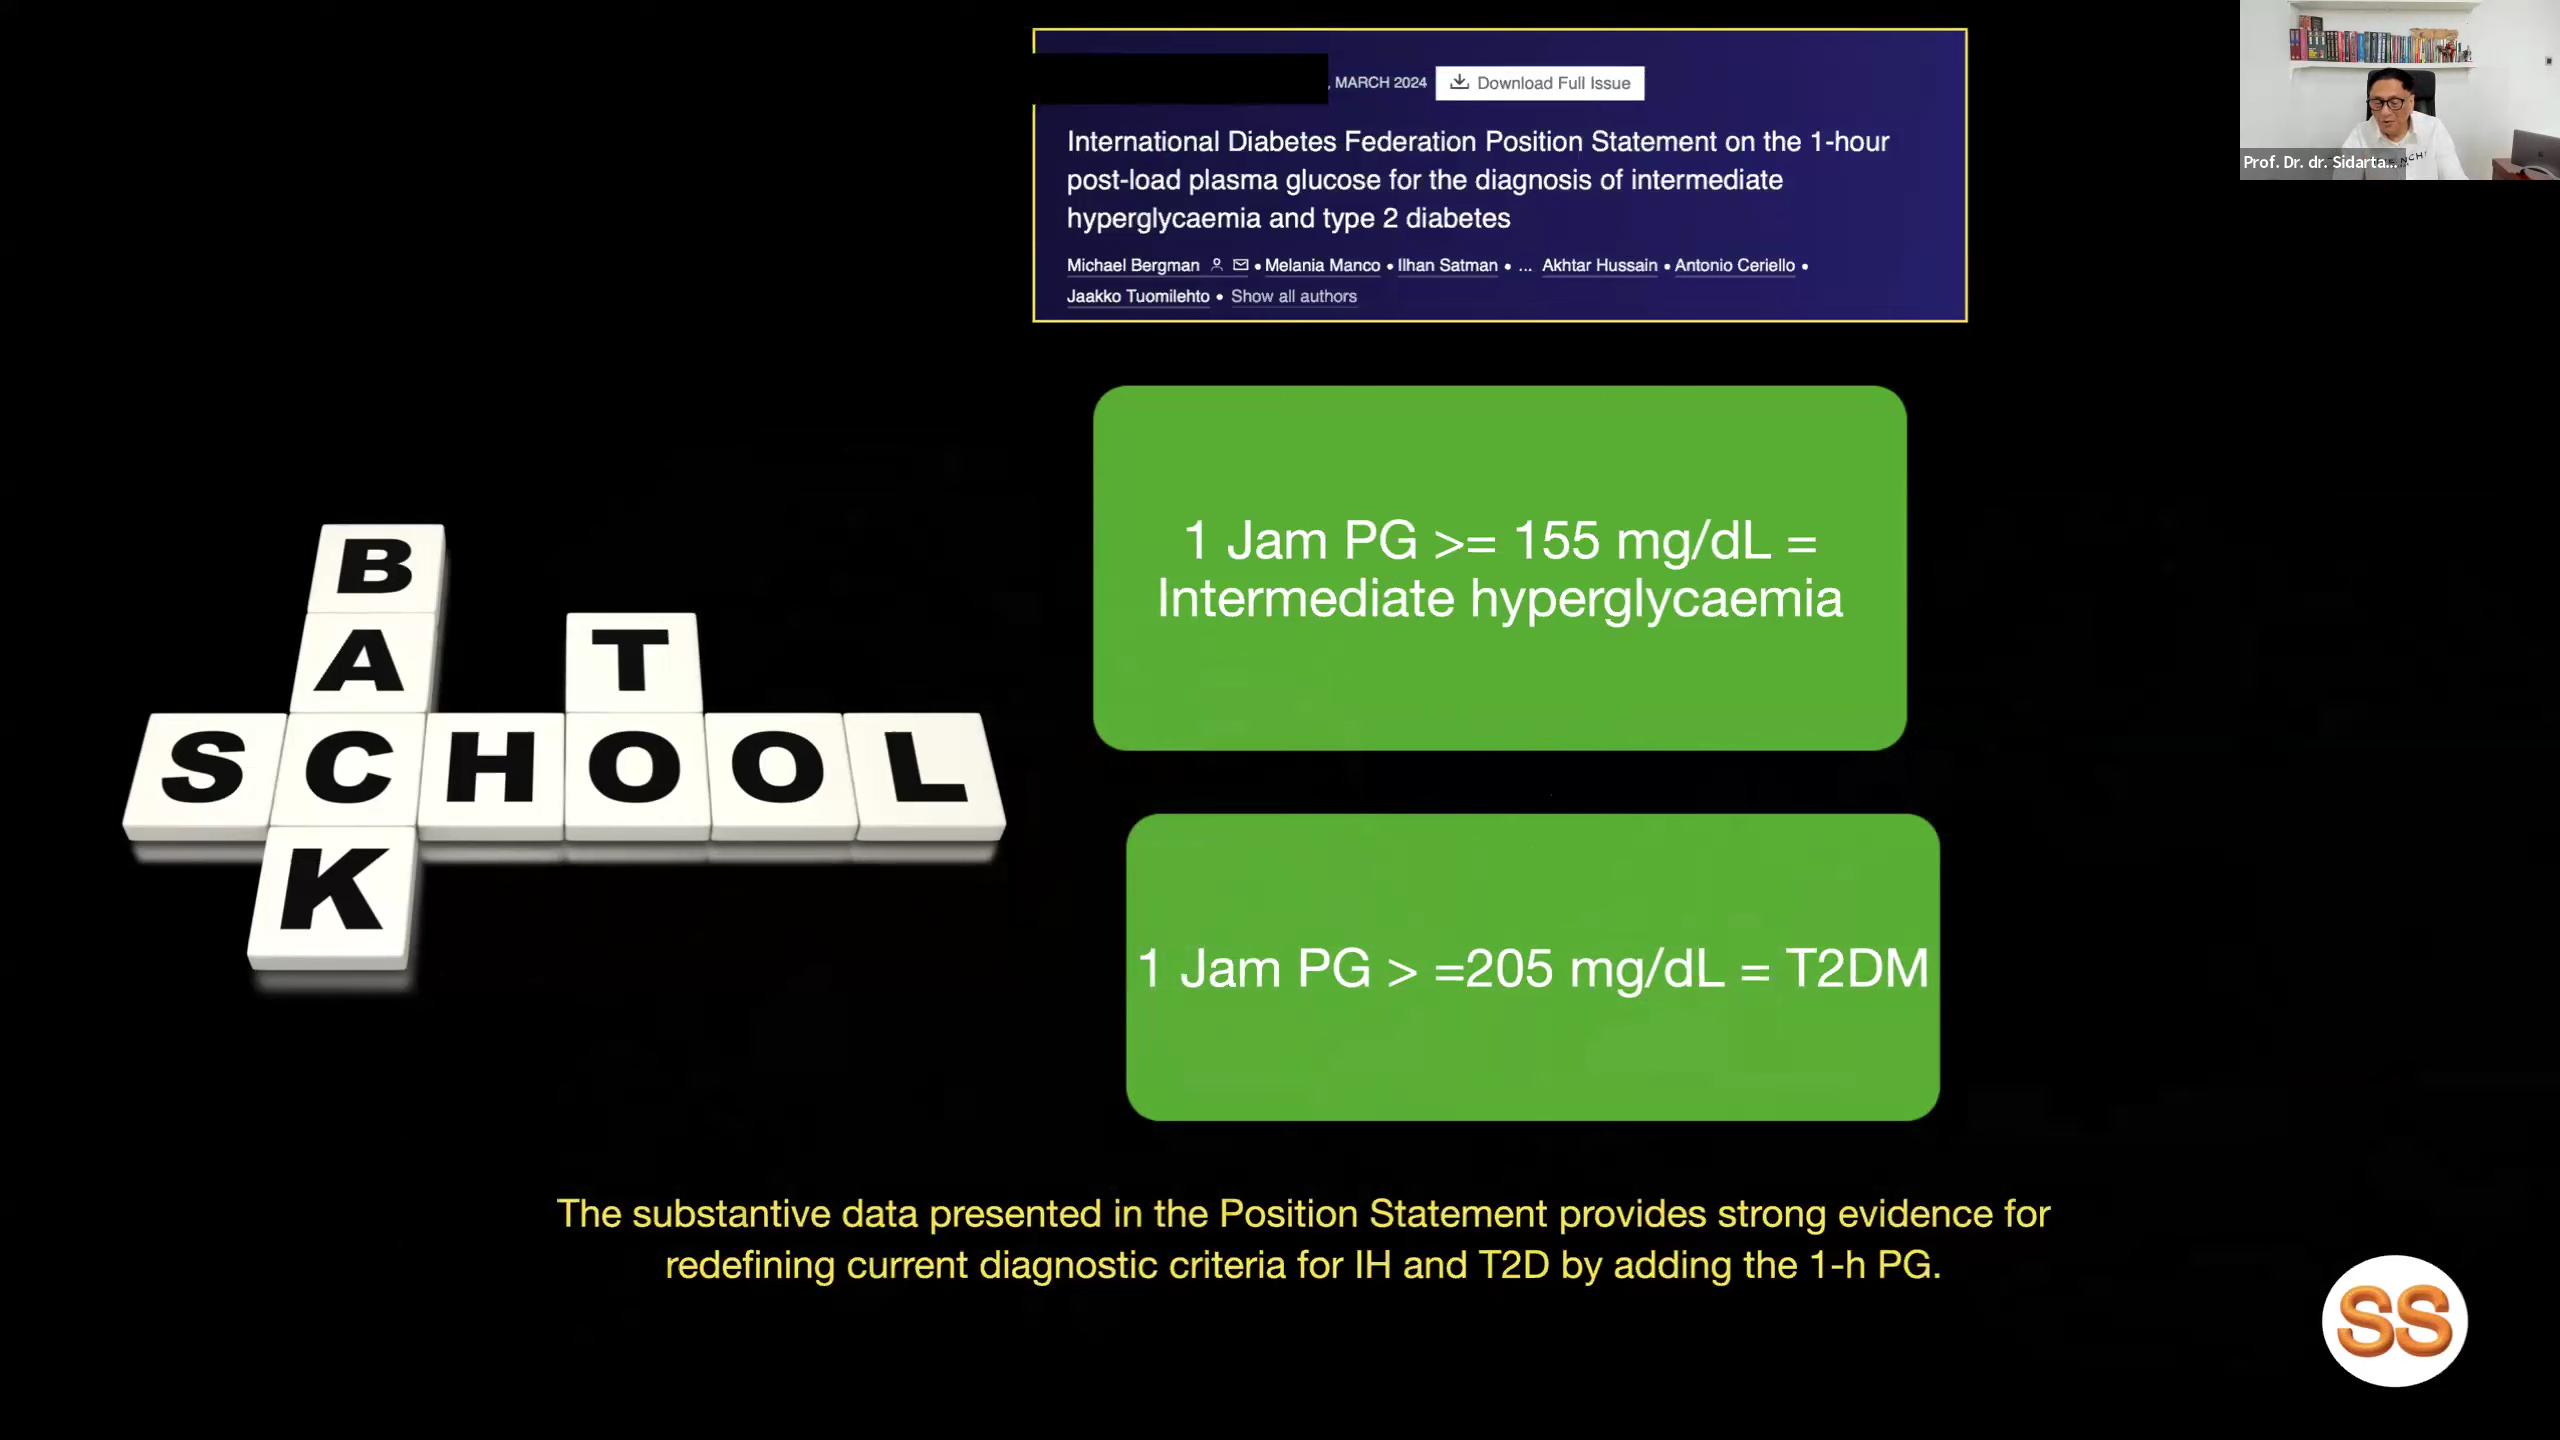 , MARCH 2024 Download Full Issue
International Diabetes Federation Position Statement on the 1-hour
post-load plasma glucose for the diagnosis of intermediate
hyperglycaemia and type 2 diabetes
Michael Bergman • Melania Manco • Ilhan Satman • ... Akhtar Hussain • Antonio Ceriello •
Jaakko Tuomilehto • Show all authors
Prof. Dr. dr. Sidarta...
BACK
TO
SCHOOL
1 Jam PG >= 155 mg/dL =
Intermediate hyperglycaemia
1 Jam PG > =205 mg/dL = T2DM
The substantive data presented in the Position Statement provides strong evidence for
redefining current diagnostic criteria for IH and T2D by adding the 1-h PG.
SS